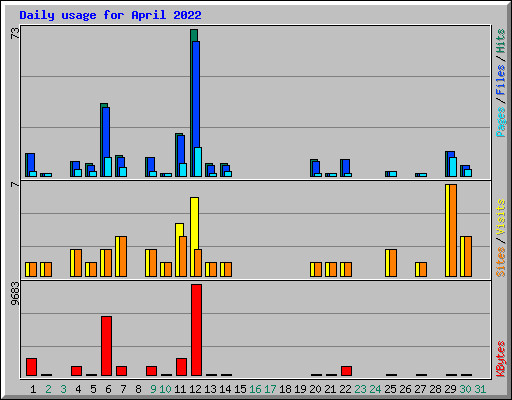 Daily usage for April 2022
73
Pages / Files / Hits
7
Sites / Visits
9683
KBytes
1 2 3 4 5 6 7 8 9 10 11 12 13 14 15 16 17 18 19 20 21 22 23 24 25 26 27 28 29 30 31